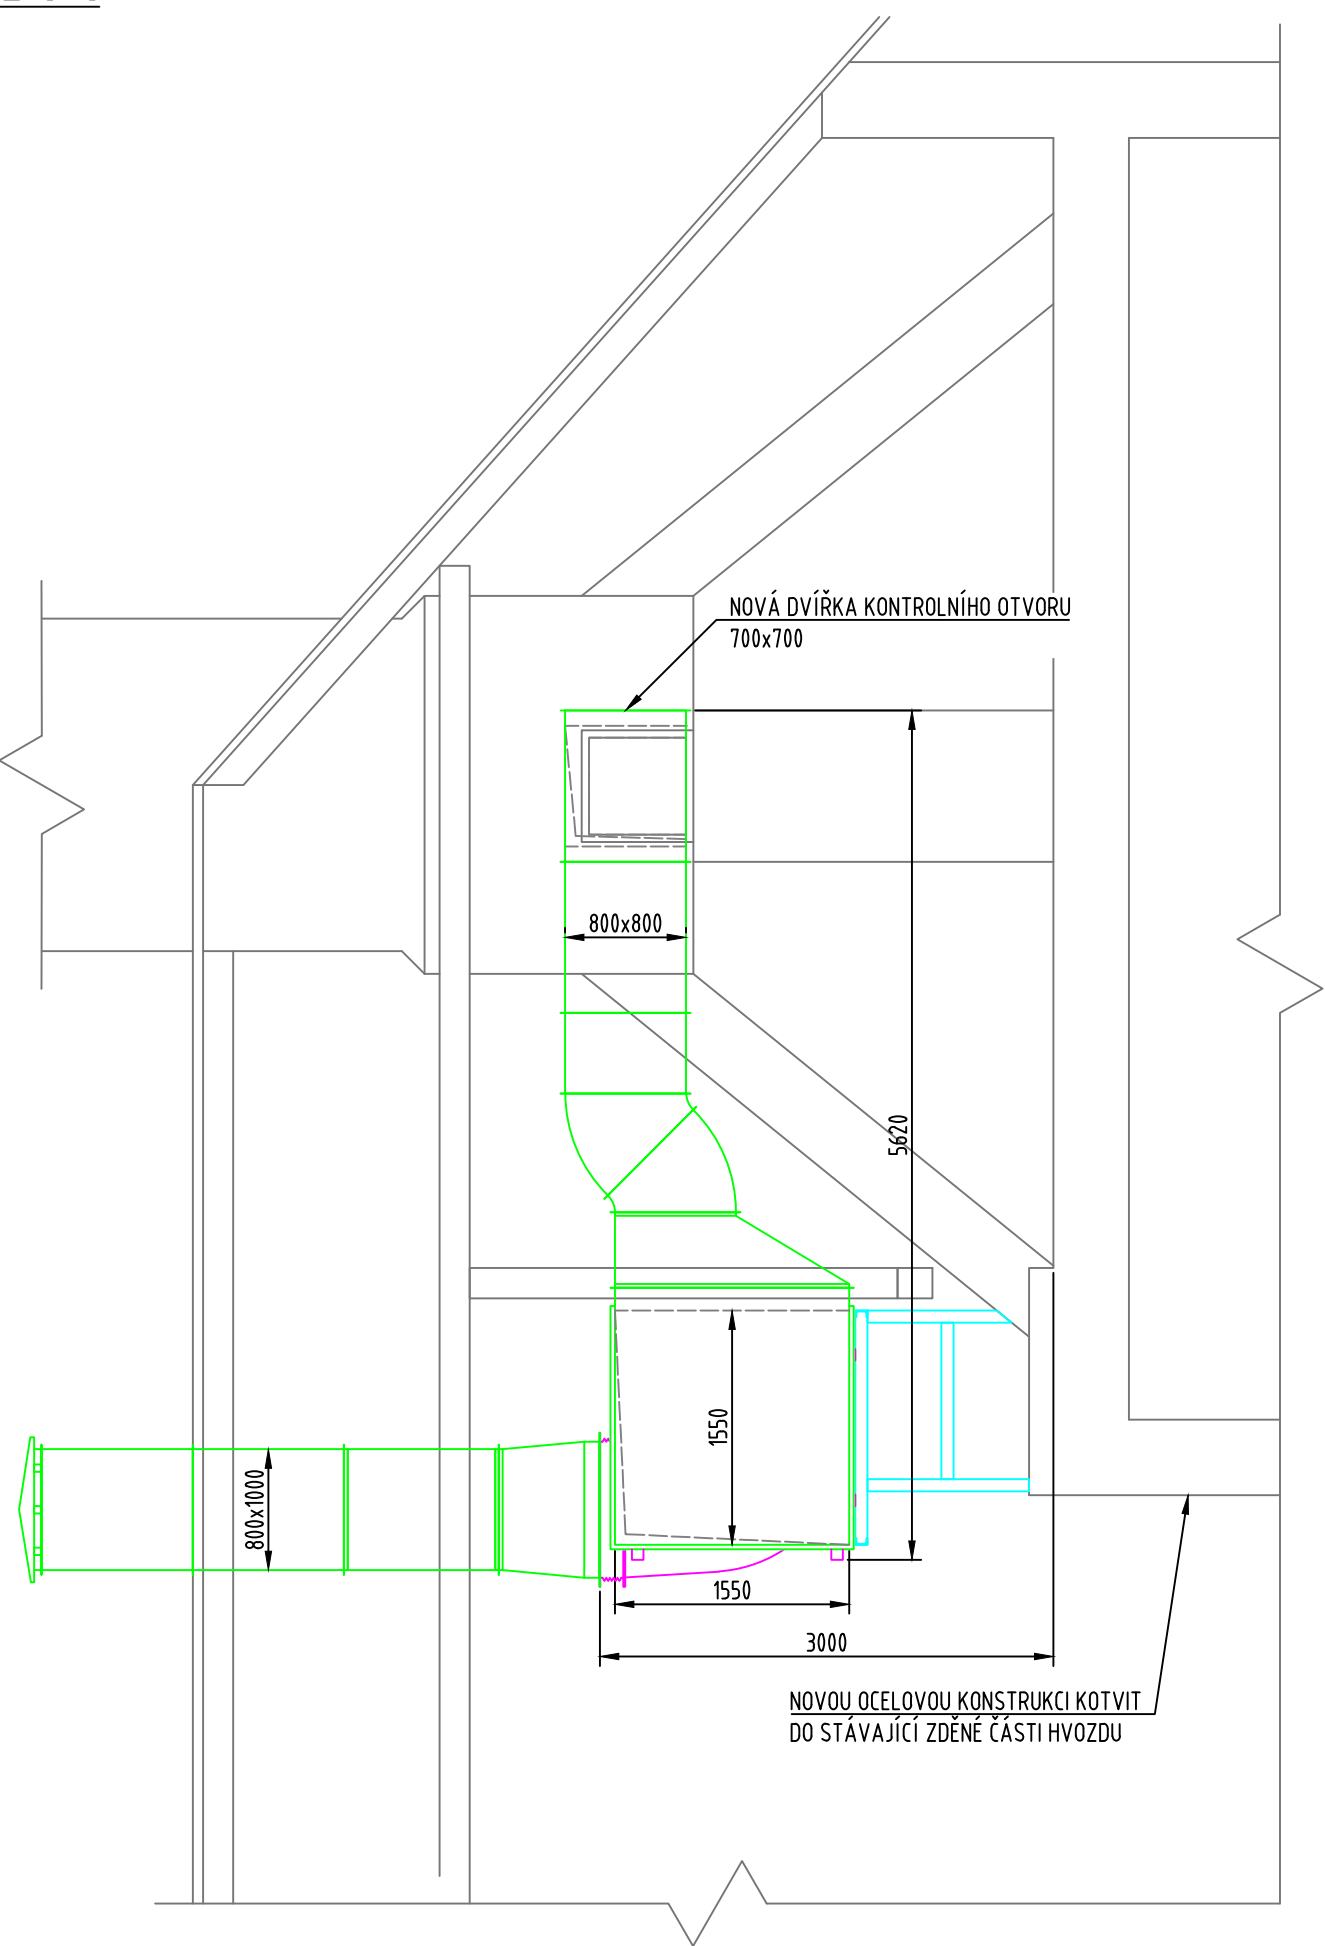 NOVÁ DVÍŘKA KONTROLNÍHO OTVORU
700x700
800x800
5620
1550
800x1000
1550
3000
NOVOU OCELOVOU KONSTRUKCI KOTVIT
DO STÁVAJÍCÍ ZDĚNÉ ČÁSTI HVOZDU